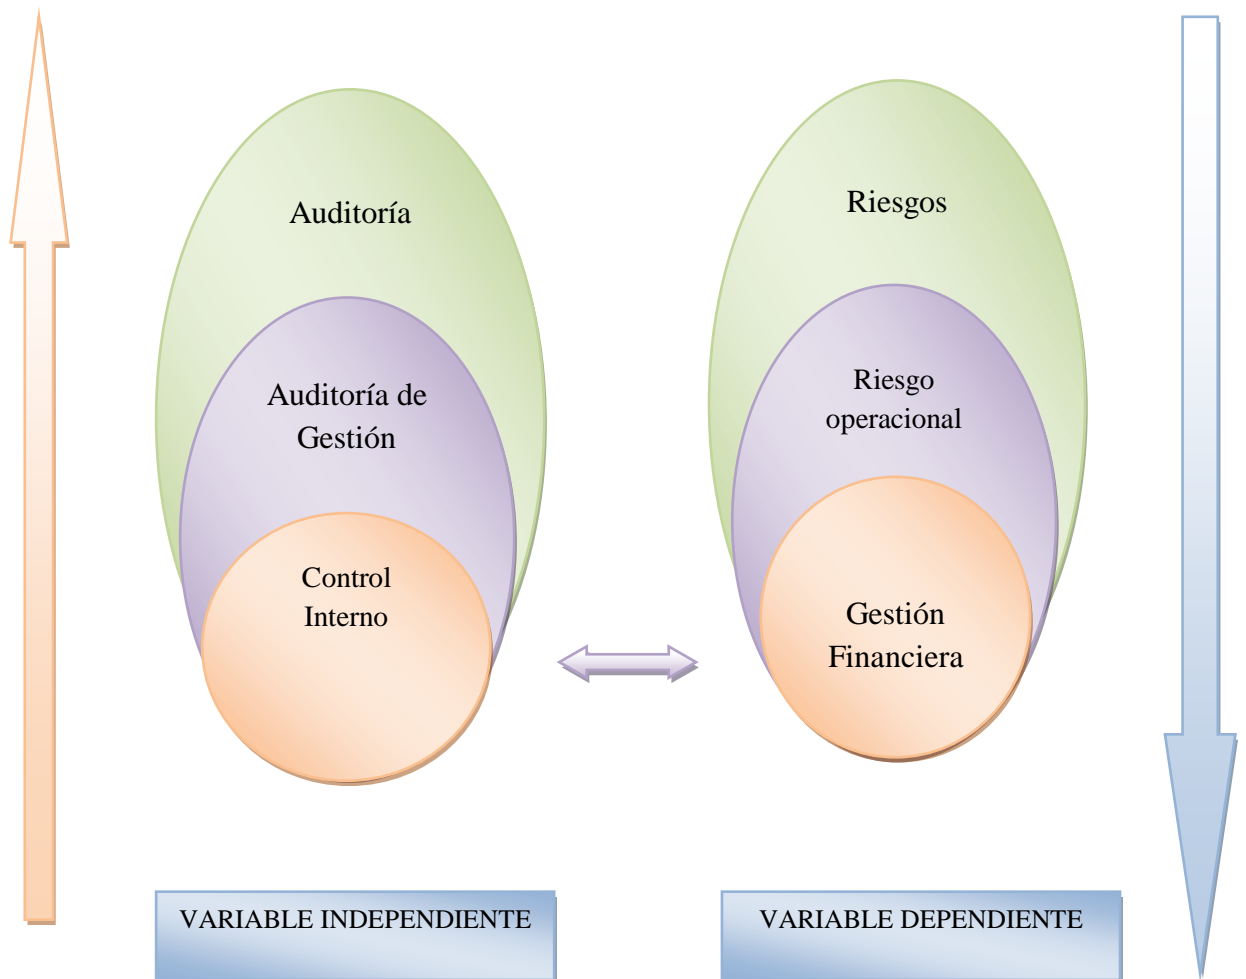 Auditoría
Auditoría de
Gestión
Control
Interno
Riesgos
Riesgo
operacional
Gestión
Financiera
VARIABLE INDEPENDIENTE
VARIABLE DEPENDIENTE